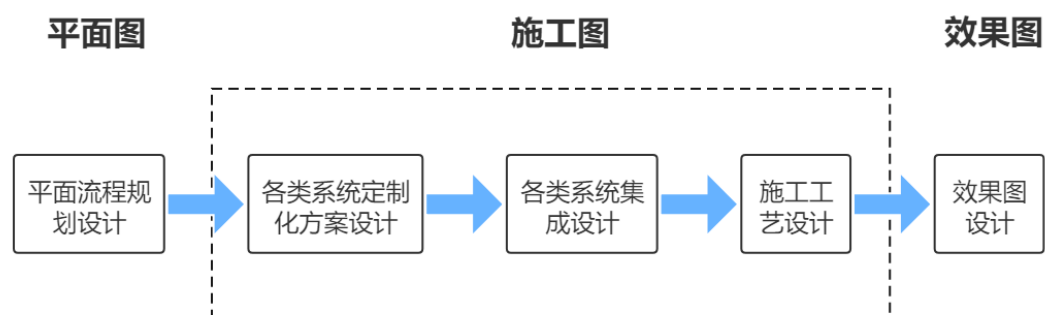 平面图
施工图
效果图
平面流程规
划设计
各类系统定制
化方案设计
各类系统集
成设计
施工工
艺设计
效果图
设计